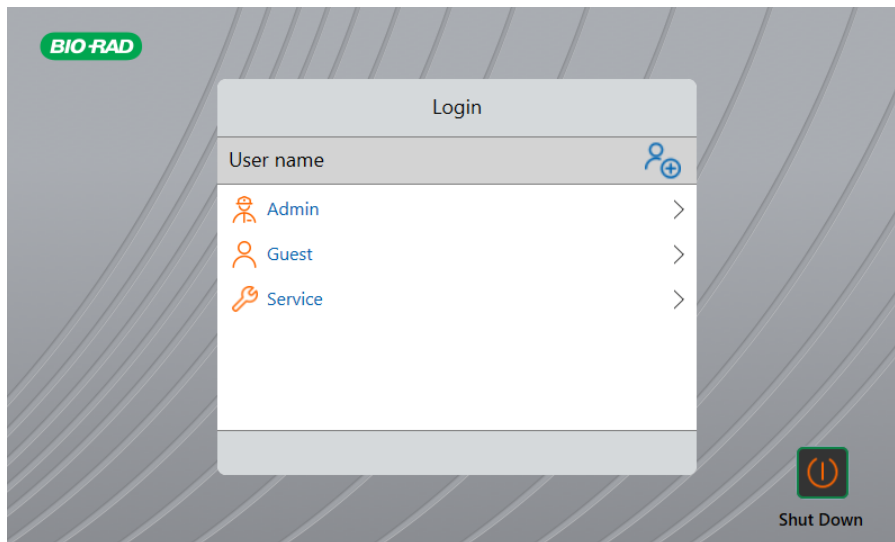 BIO-RAD
Login
User name
Admin
Guest
Service
Shut Down